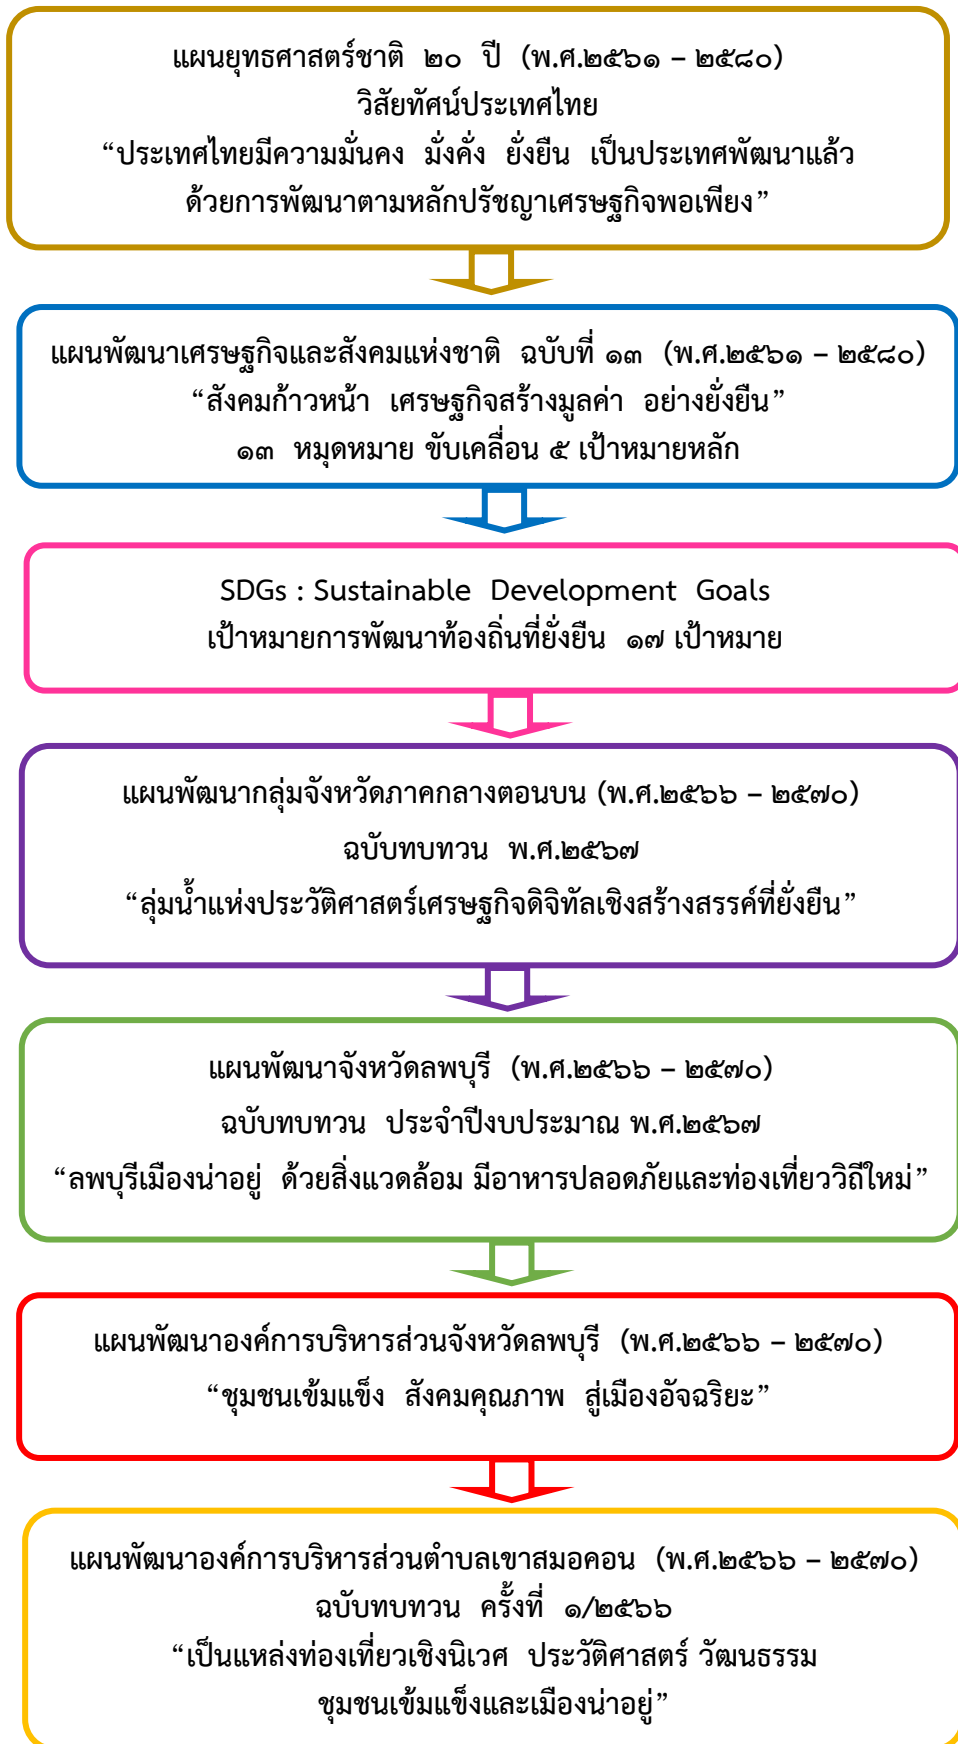 แผนยุทธศาสตร์ชาติ ๒๐ ปี (พ.ศ.๒๕๖๑ – ๒๕๘๐)
วิสัยทัศน์ประเทศไทย
“ประเทศไทยมีความมั่นคง มั่งคั่ง ยั่งยืน เป็นประเทศพัฒนาแล้ว
ด้วยการพัฒนาตามหลักปรัชญาเศรษฐกิจพอเพียง”
แผนพัฒนาเศรษฐกิจและสังคมแห่งชาติ ฉบับที่ ๑๓ (พ.ศ.๒๕๖๑ – ๒๕๘๐)
“สังคมก้าวหน้า เศรษฐกิจสร้างมูลค่า อย่างยั่งยืน”
๑๓ หมุดหมาย ขับเคลื่อน ๕ เป้าหมายหลัก
SDGs : Sustainable Development Goals
เป้าหมายการพัฒนาท้องถิ่นที่ยั่งยืน ๑๗ เป้าหมาย
แผนพัฒนากลุ่มจังหวัดภาคกลางตอนบน (พ.ศ.๒๕๖๖ – ๒๕๗๐)
ฉบับทบทวน พ.ศ.๒๕๖๗
“ลุ่มน้ำแห่งประวัติศาสตร์เศรษฐกิจดิจิทัลเชิงสร้างสรรค์ที่ยั่งยืน”
แผนพัฒนาจังหวัดลพบุรี (พ.ศ.๒๕๖๖ – ๒๕๗๐)
ฉบับทบทวน ประจำปีงบประมาณ พ.ศ.๒๕๖๗
“ลพบุรีเมืองน่าอยู่ ด้วยสิ่งแวดล้อม มีอาหารปลอดภัยและท่องเที่ยววิถีใหม่”
แผนพัฒนาองค์การบริหารส่วนจังหวัดลพบุรี (พ.ศ.๒๕๖๖ – ๒๕๗๐)
“ชุมชนเข้มแข็ง สังคมคุณภาพ สู่เมืองอัจฉริยะ”
แผนพัฒนาองค์การบริหารส่วนตำบลเขาสมอคอน (พ.ศ.๒๕๖๖ – ๒๕๗๐)
ฉบับทบทวน ครั้งที่ ๑/๒๕๖๖
“เป็นแหล่งท่องเที่ยวเชิงนิเวศ ประวัติศาสตร์ วัฒนธรรม
ชุมชนเข้มแข็งและเมืองน่าอยู่”